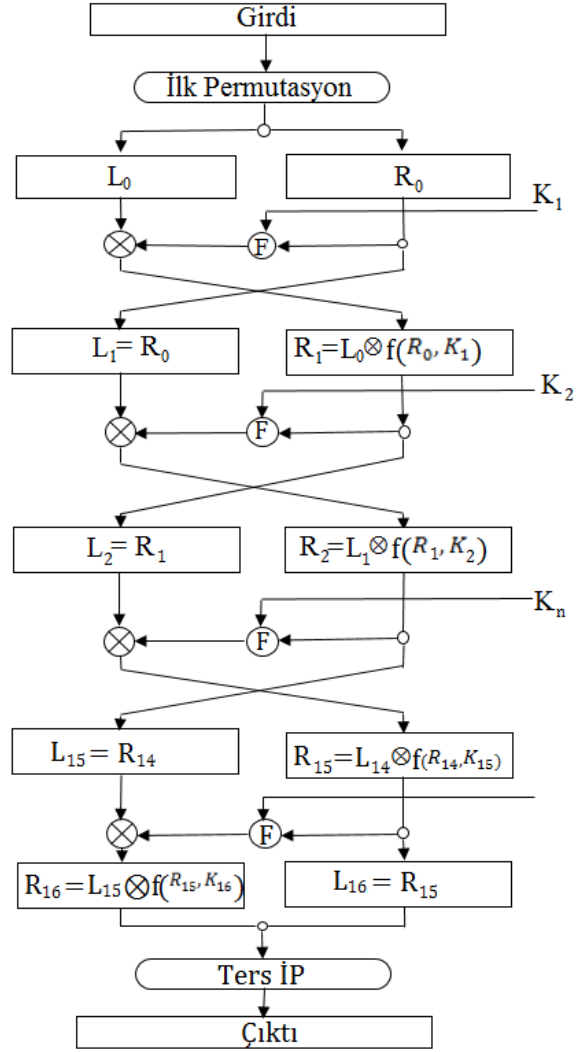 Girdi
İlk Permutasyon
L₀
R₀
K₁
F
L₁= R₀
R₁=L₀⊗f(R₀, K₁)
K₂
F
L₂= R₁
R₂=L₁⊗f(R₁, K₂)
Kₙ
F
L₁₅= R₁₄
R₁₅=L₁₄⊗f(R₁₄,K₁₅)
F
R₁₆=L₁₅⊗f(R₁₅, K₁₆)
L₁₆= R₁₅
Ters İP
Çıktı